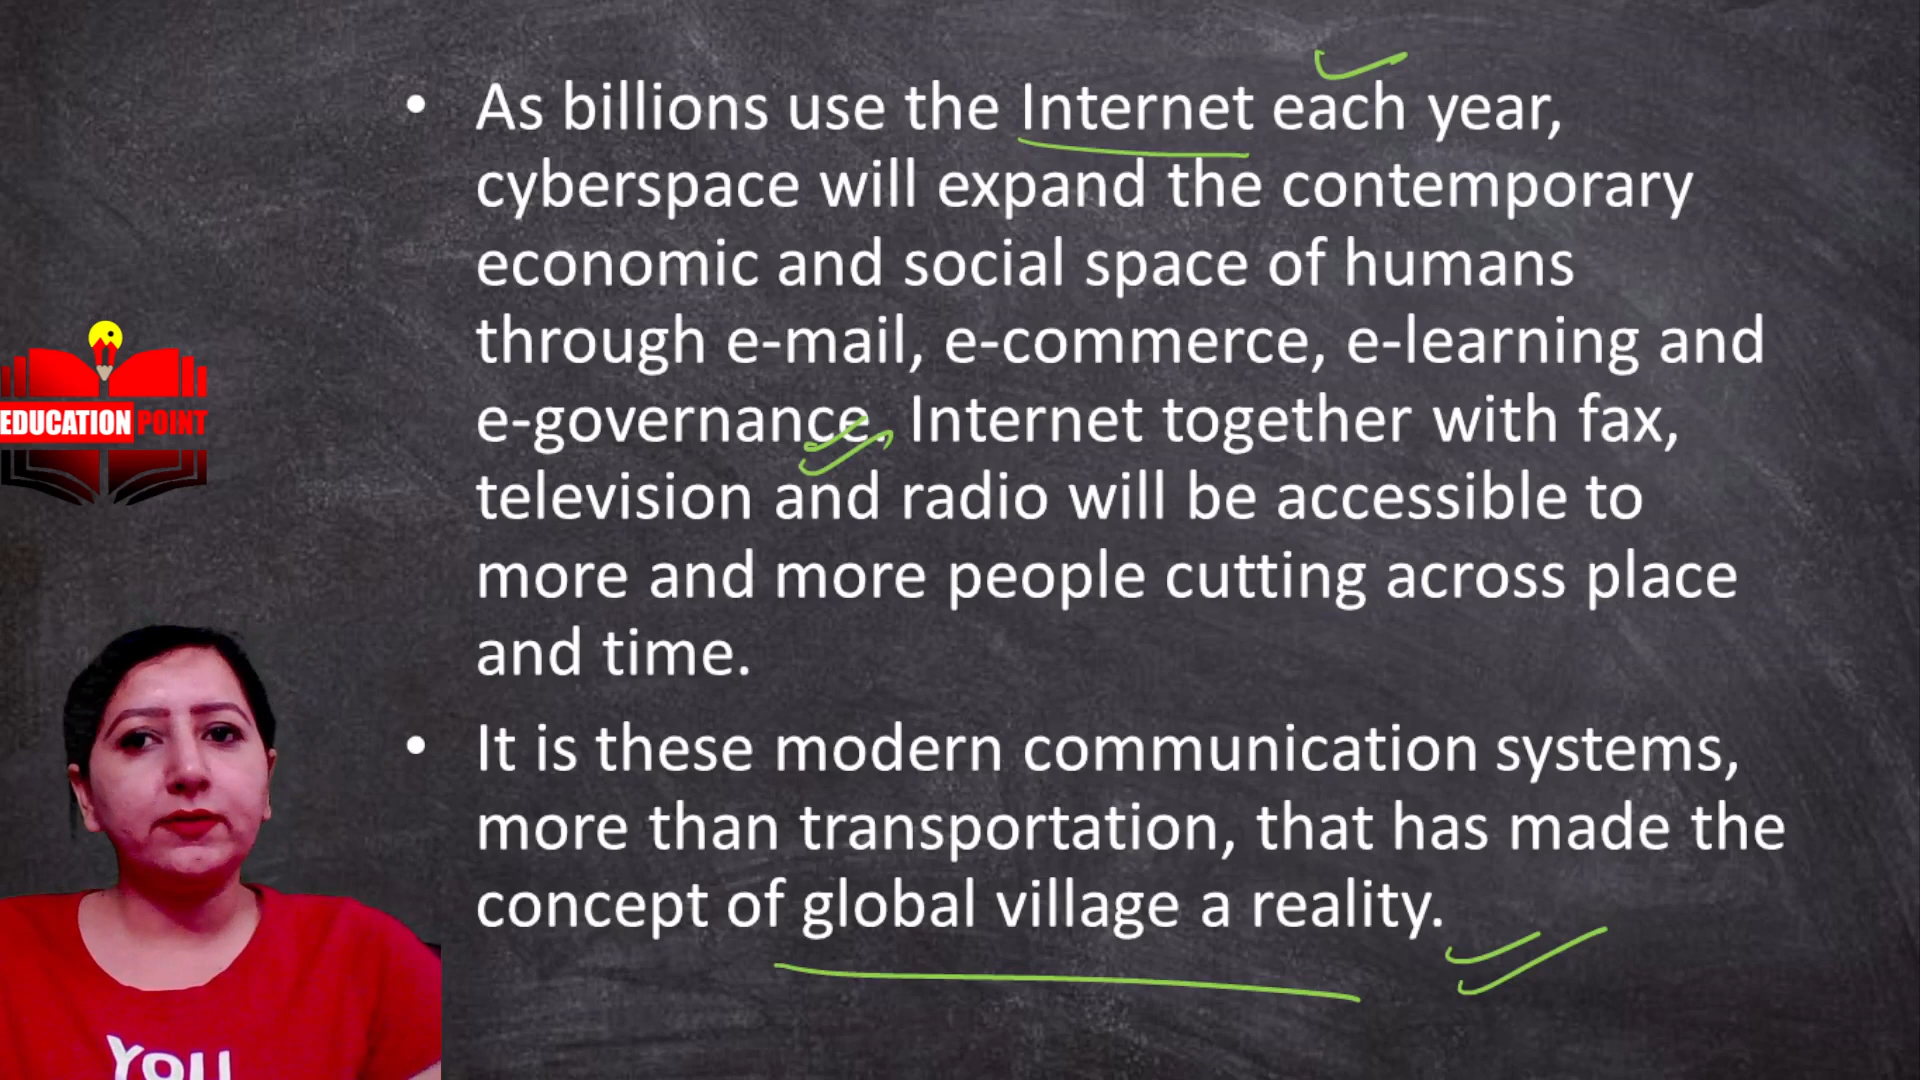 • As billions use the Internet each year,
cyberspace will expand the contemporary
economic and social space of humans
through e-mail, e-commerce, e-learning and
e-governance. Internet together with fax,
television and radio will be accessible to
more and more people cutting across place
and time.
• It is these modern communication systems,
more than transportation, that has made the
concept of global village a reality.
EDUCATION POINT
YOU